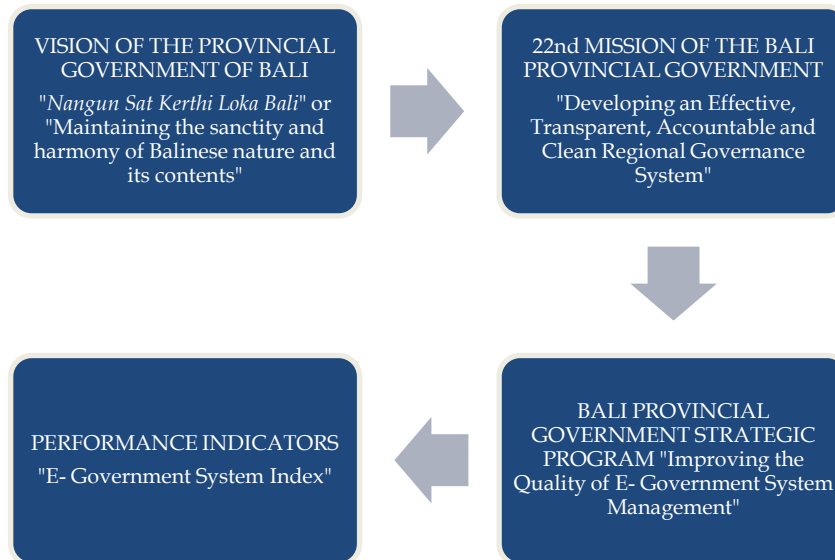 VISION OF THE PROVINCIAL
GOVERNMENT OF BALI
"Nangun Sat Kerthi Loka Bali" or
"Maintaining the sanctity and
harmony of Balinese nature and
its contents"
22nd MISSION OF THE BALI
PROVINCIAL GOVERNMENT
"Developing an Effective,
Transparent, Accountable and
Clean Regional Governance
System"
BALI PROVINCIAL
GOVERNMENT STRATEGIC
PROGRAM "Improving the
Quality of E- Government System
Management"
PERFORMANCE INDICATORS
"E- Government System Index"